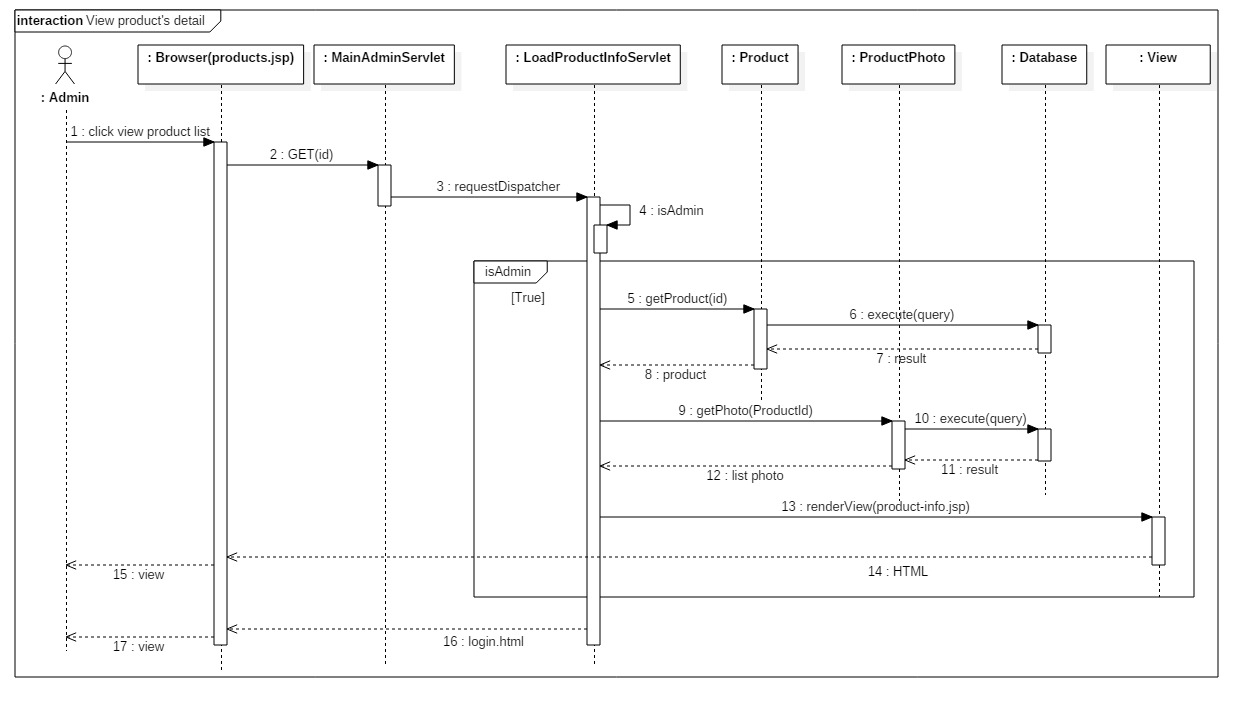 interaction View product's detail
: Admin
: Browser(products.jsp)
: MainAdminServlet
: LoadProductInfoServlet
: Product
: ProductPhoto
: Database
: View
1 : click view product list
2 : GET(id)
3 : requestDispatcher
4 : isAdmin
isAdmin
[True]
5 : getProduct(id)
6 : execute(query)
7 : result
8 : product
9 : getPhoto(ProductId)
10 : execute(query)
11 : result
12 : list photo
13 : renderView(product-info.jsp)
14 : HTML
15 : view
16 : login.html
17 : view